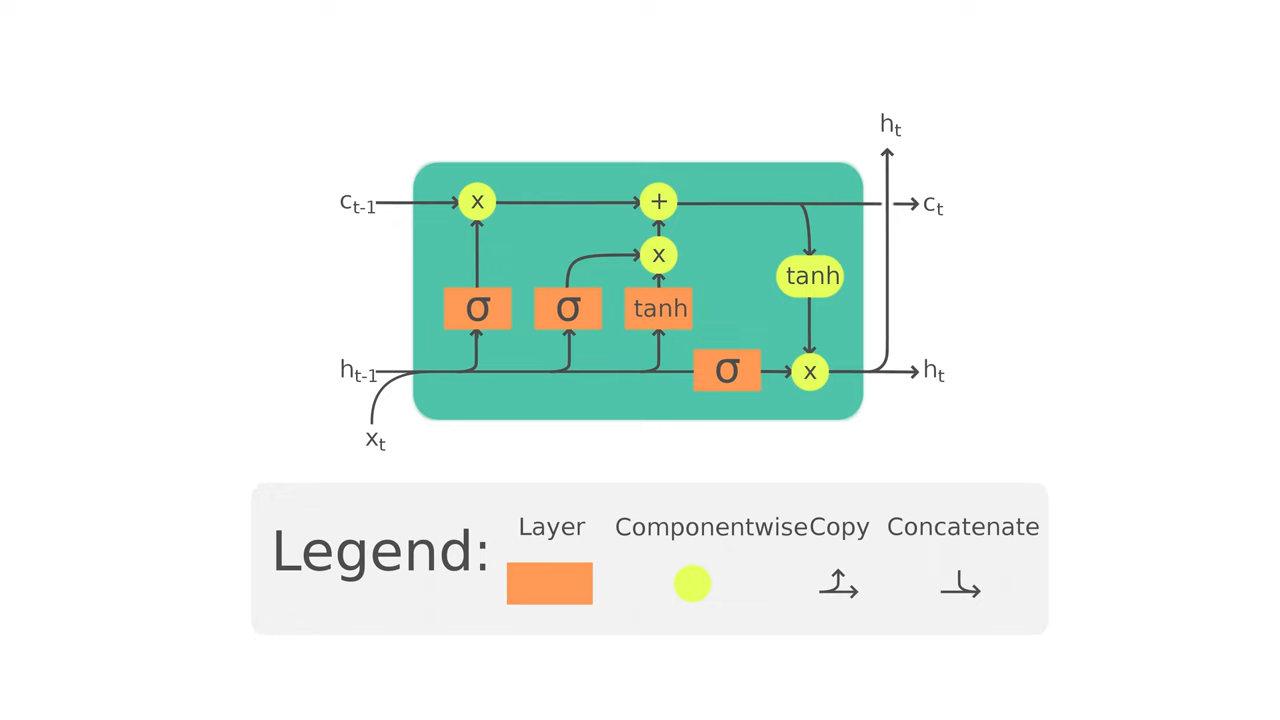 h_t
c_t-1
x
+
c_t
x
tanh
σ
σ
tanh
h_t-1
σ
x
h_t
x_t
Legend:
Layer
Componentwise
Copy
Concatenate